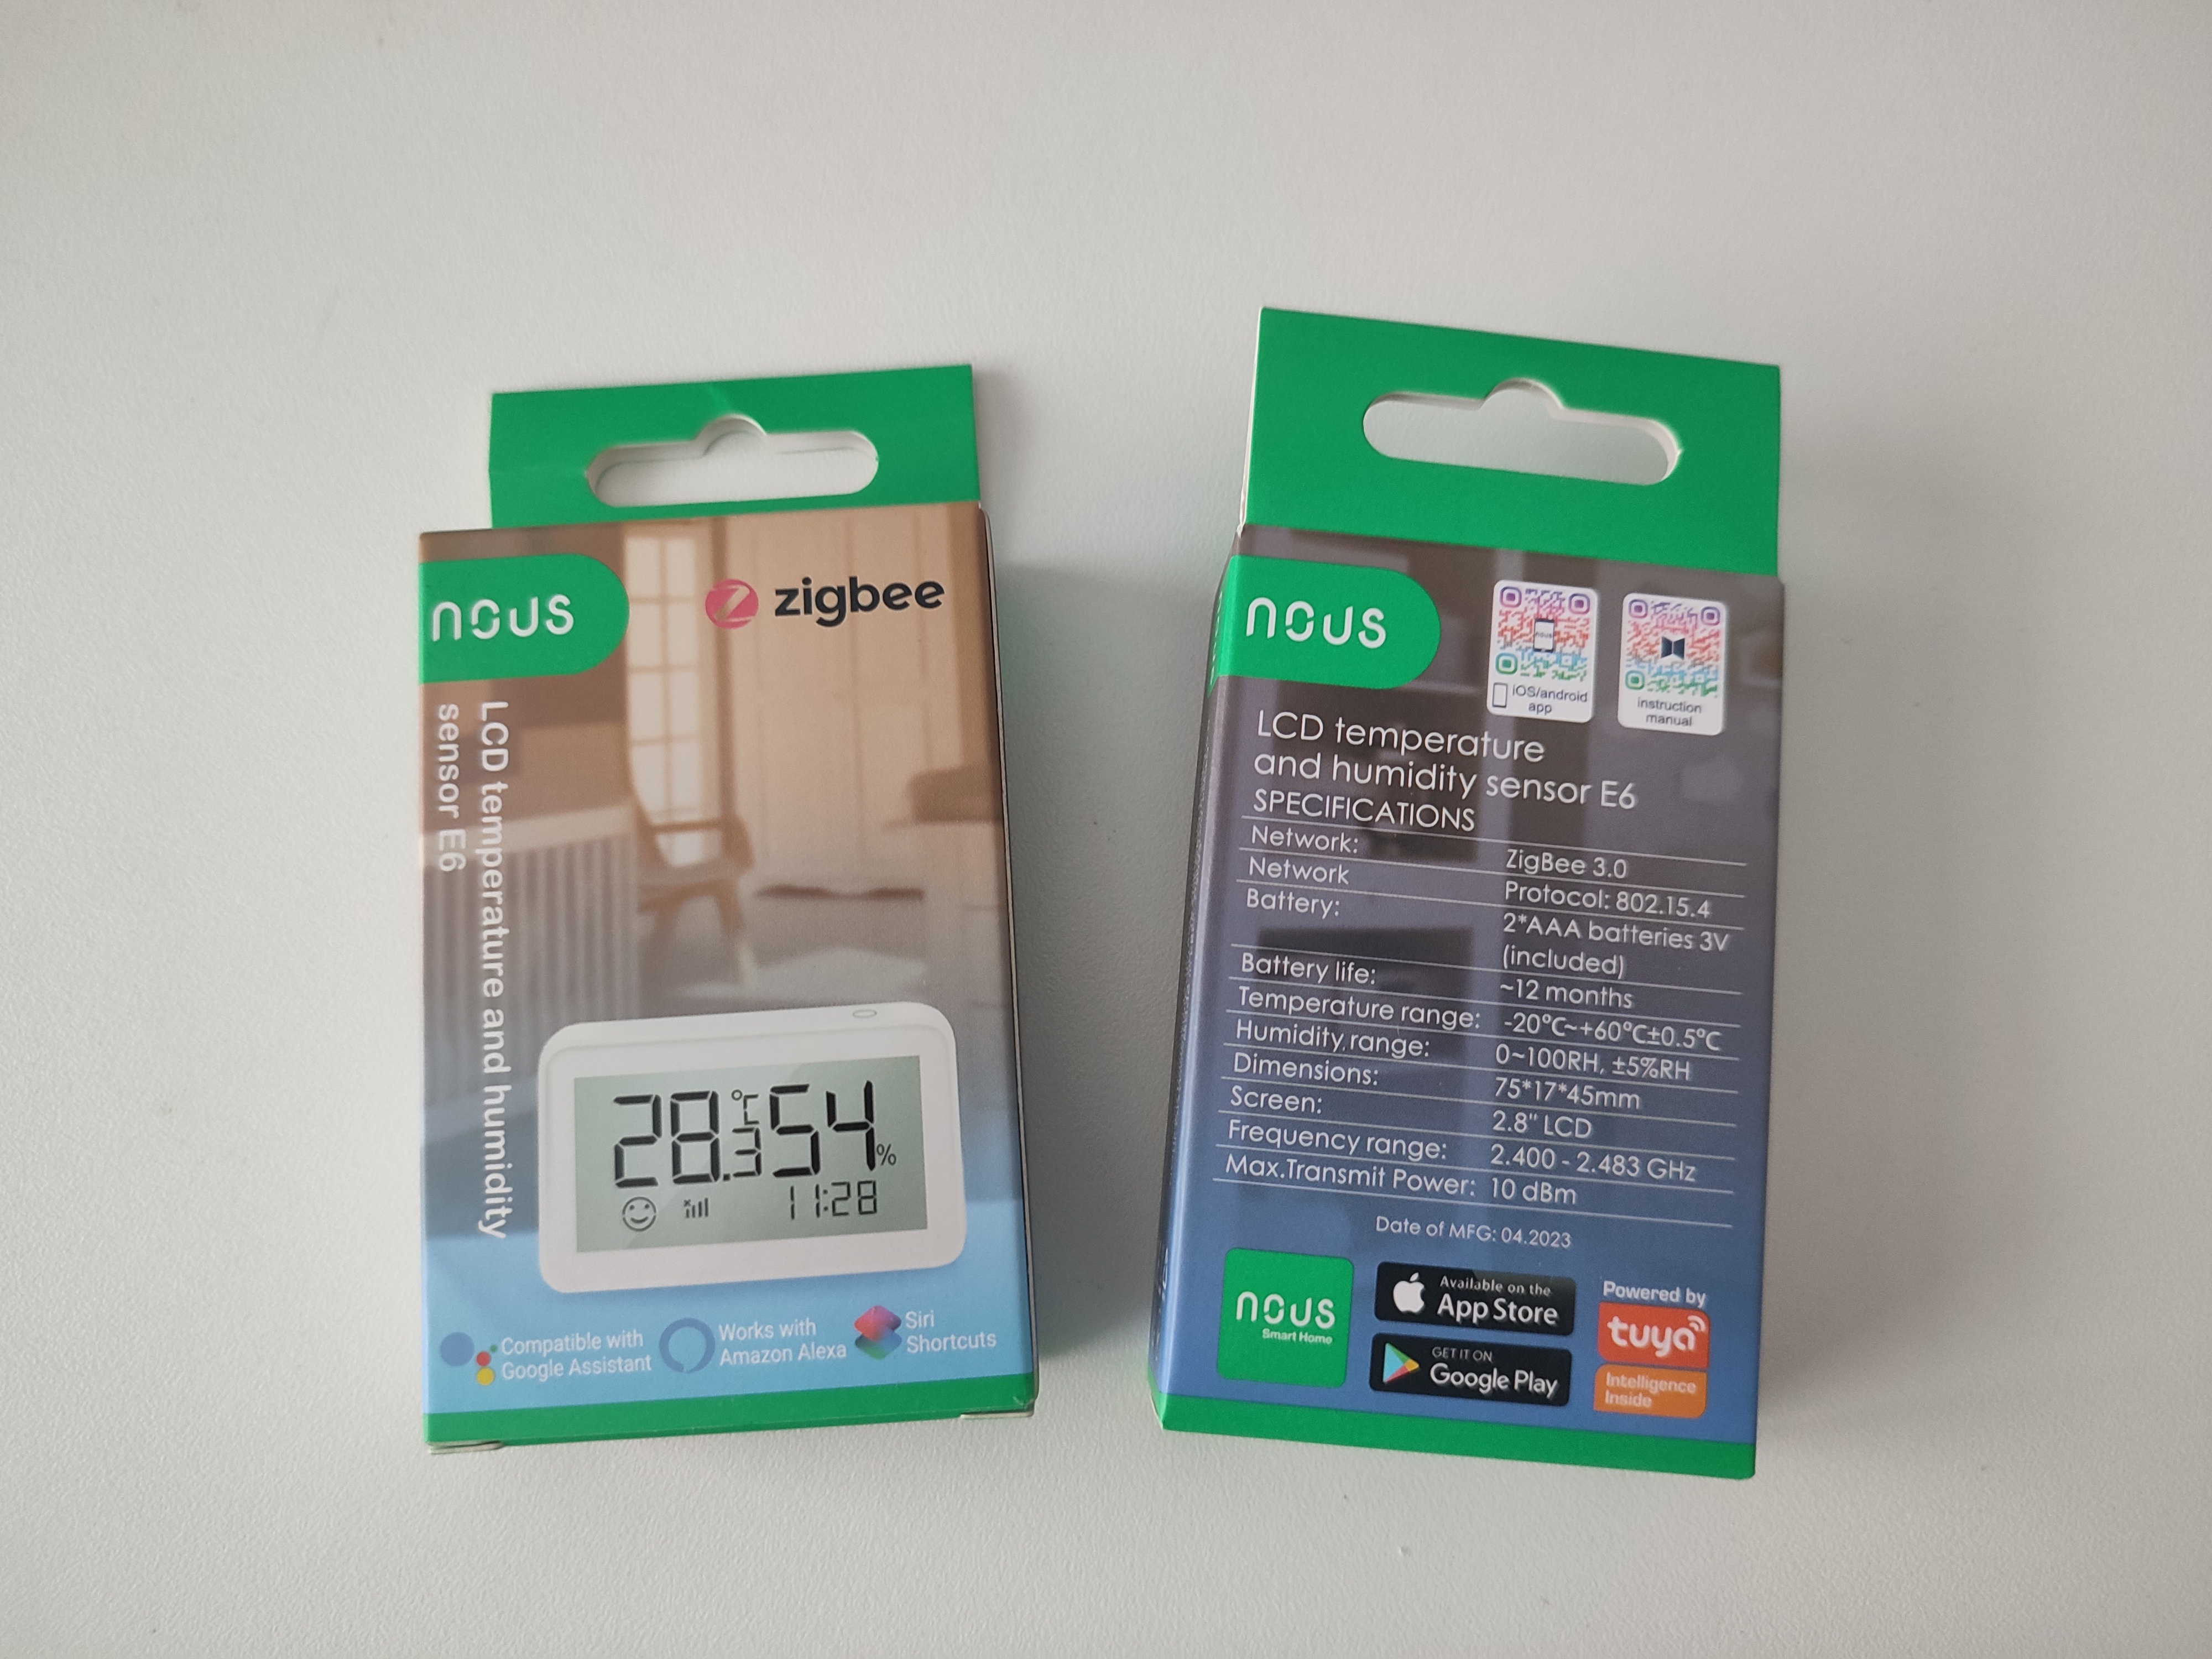 nous
zigbee
LCD temperature and humidity
sensor E6
28.3 °C 54 %
11:28
Compatible with
Google Assistant
Works with
Amazon Alexa
Siri
Shortcuts
nous
nous
iOS/android
app
instruction
manual
LCD temperature
and humidity sensor E6
SPECIFICATIONS
Network: ZigBee 3.0
Network Protocol: 802.15.4
Battery: 2*AAA batteries 3V
(included)
Battery life: ~12 months
Temperature range: -20°C~+60°C±0.5°C
Humidity, range: 0~100RH, ±5%RH
Dimensions: 75*17*45mm
Screen: 2.8" LCD
Frequency range: 2.400 - 2.483 GHz
Max.Transmit Power: 10 dBm
Date of MFG: 04.2023
nous
Smart Home
Available on the
App Store
GET IT ON
Google Play
Powered by
tuya
Intelligence
Inside